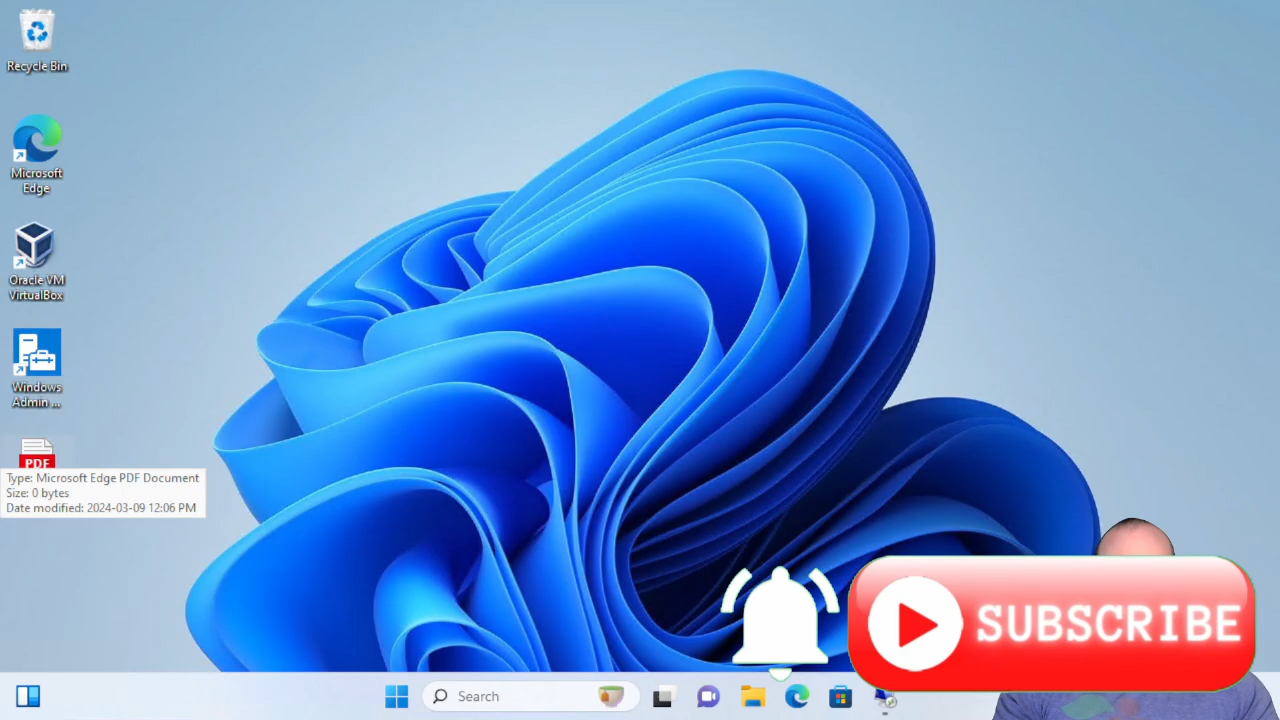 Recycle Bin
Microsoft
Edge
Oracle VM
VirtualBox
Windows
Admin ...
PDF
Type: Microsoft Edge PDF Document
Size: 0 bytes
Date modified: 2024-03-09 12:06 PM
SUBSCRIBE
Search